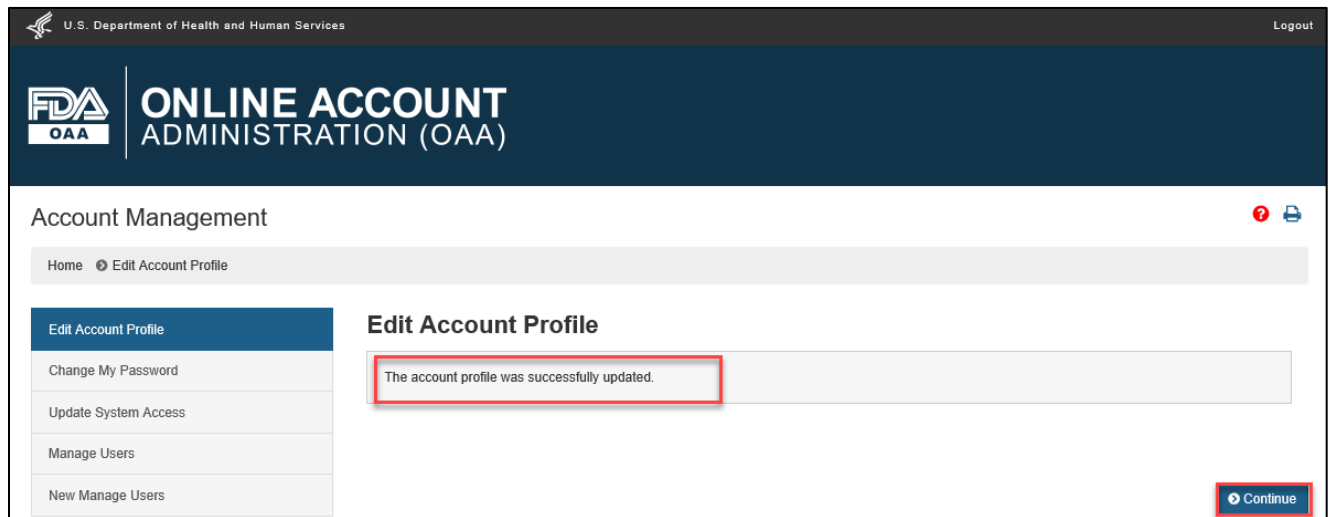 U.S. Department of Health and Human Services
Logout
FDA
OAA
ONLINE ACCOUNT
ADMINISTRATION (OAA)
Account Management
?
Home Edit Account Profile
Edit Account Profile
Change My Password
Update System Access
Manage Users
New Manage Users
Edit Account Profile
The account profile was successfully updated.
Continue